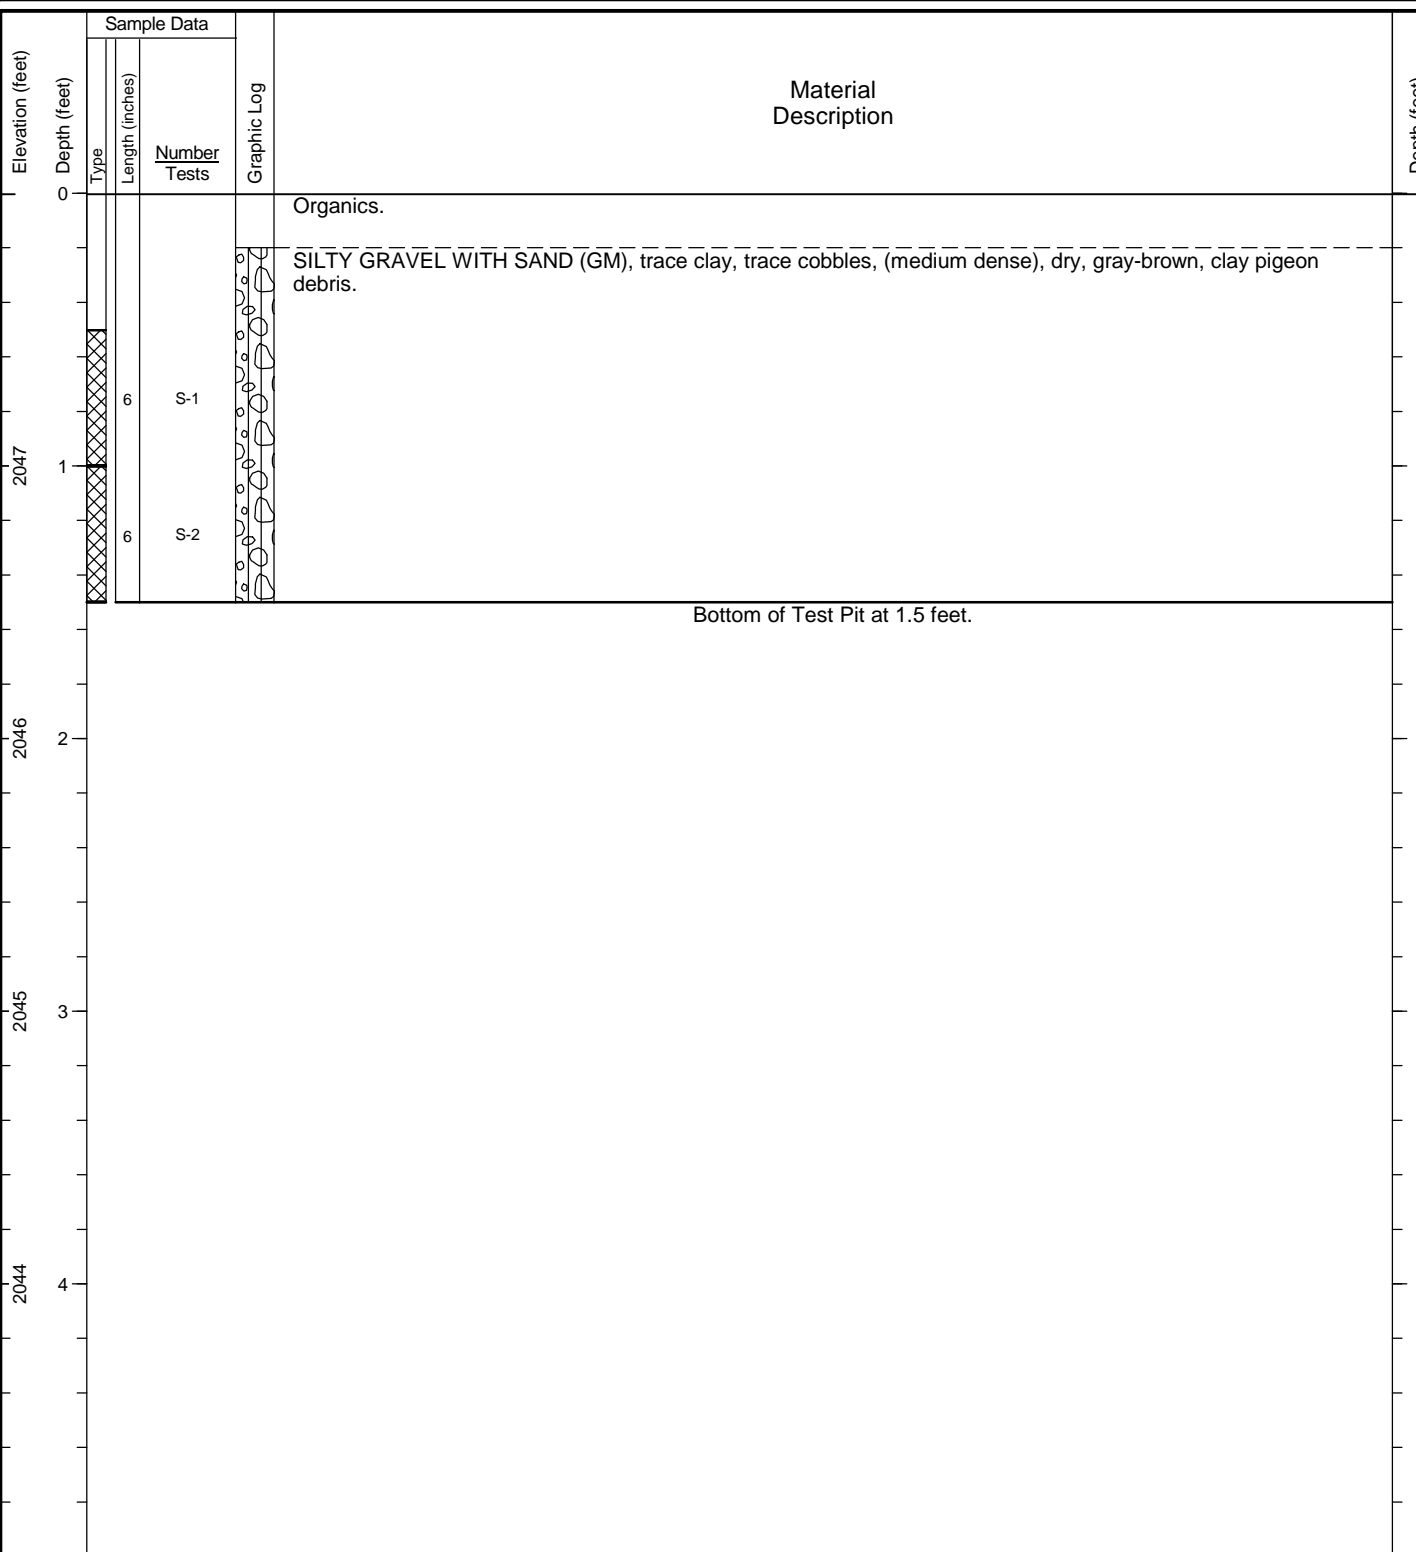 Sample Data
Elevation (feet)
Depth (feet)
Type
Length (inches)
Number
Tests
Graphic Log
Material
Description
Depth (feet)
0
Organics.
SILTY GRAVEL WITH SAND (GM), trace clay, trace cobbles, (medium dense), dry, gray-brown, clay pigeon
debris.
6
S-1
2047
1
6
S-2
Bottom of Test Pit at 1.5 feet.
2046
2
2045
3
2044
4